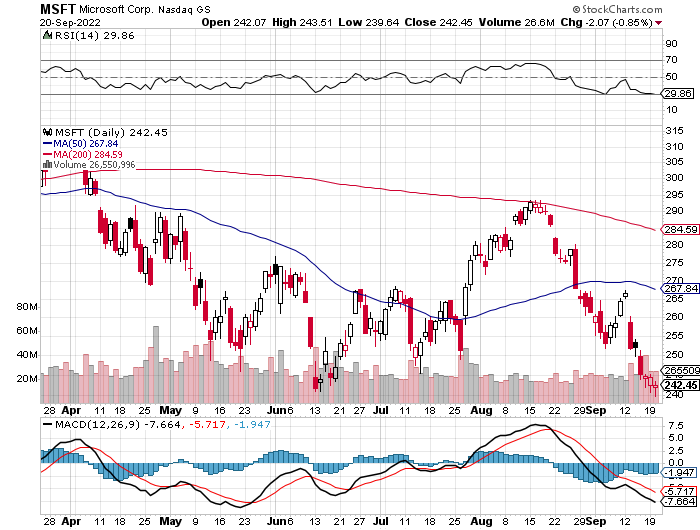 MSFT Microsoft Corp. Nasdaq GS © StockCharts.com
20-Sep-2022 Open 242.07 High 243.51 Low 239.64 Close 242.45 Volume 26.6M Chg -2.07 (-0.85%)
RSI(14) 29.86
90
70
50
29.86
10
MSFT (Daily) 242.45
MA(50) 267.84
MA(200) 284.59
Volume 26,550,996
315
310
305
300
295
290
284.59
280
275
270
267.84
265
260
255
250
242.45
240
80M
60M
40M
20M
28 Apr 11 18 25 May 9 16 23 Jun 6 13 21 27 Jul 11 18 25 Aug 8 15 22 29 Sep 12 19
MACD(12,26,9) -7.664, -5.717, -1.947
7.5
5.0
2.5
0.0
-1.947
-5.717
-7.664
28 Apr 11 18 25 May 9 16 23 Jun 6 13 21 27 Jul 11 18 25 Aug 8 15 22 29 Sep 12 19